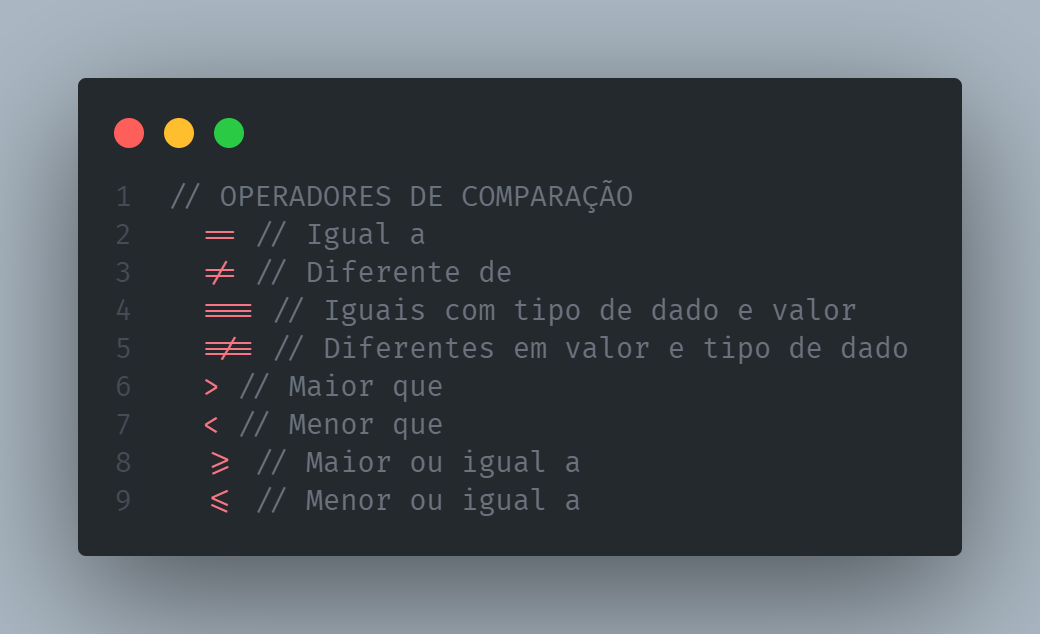 1 // OPERADORES DE COMPARAÇÃO
2 == // Igual a
3 != // Diferente de
4 === // Iguais com tipo de dado e valor
5 !== // Diferentes em valor e tipo de dado
6 > // Maior que
7 < // Menor que
8 >= // Maior ou igual a
9 <= // Menor ou igual a